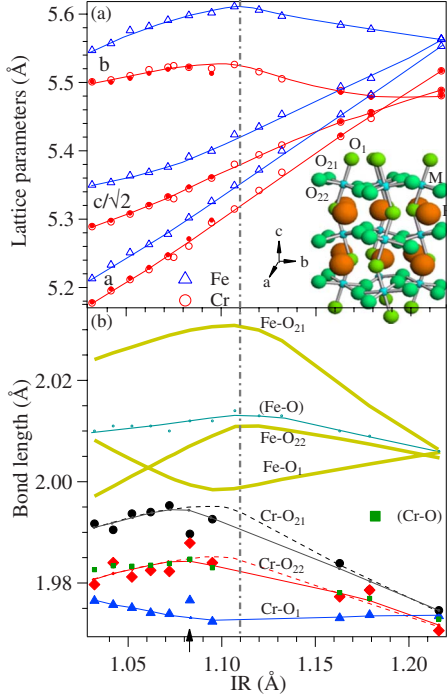 (a)
5.6
b
5.5
Lattice parameters (Å)
5.4
c/√2
5.3
a
5.2
Fe
Cr
O₁
O₂₁
M
O₂₂
c
b
a
(b)
Fe-O₂₁
2.02
(Fe-O)
Fe-O₂₂
Bond length (Å)
2.00
Fe-O₁
Cr-O₂₁
(Cr-O)
1.98
Cr-O₂₂
Cr-O₁
1.05
1.10
1.15
1.20
IR (Å)